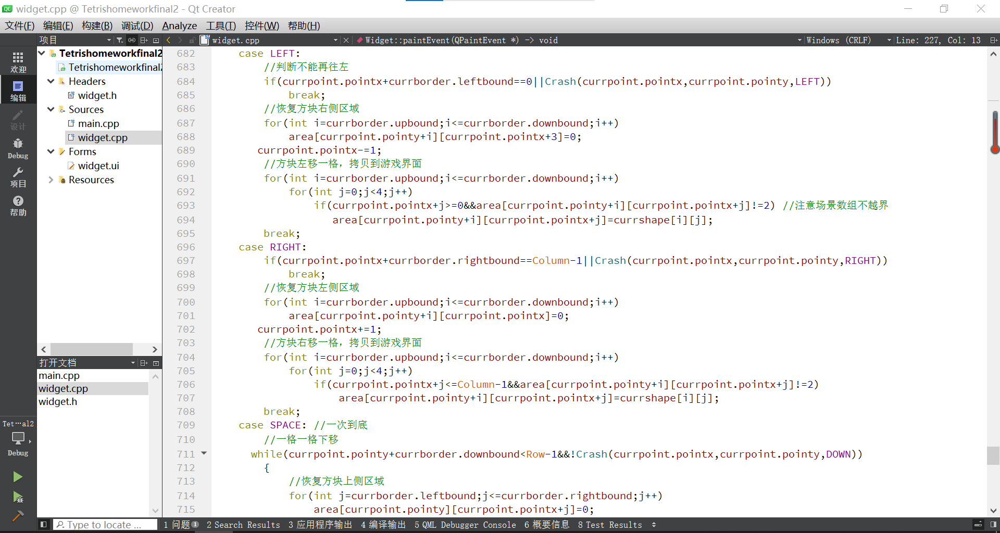 widget.cpp @ Tetrishomeworkfinal2 - Qt Creator
文件(F) 编辑(E) 构建(B) 调试(D) Analyze 工具(T) 控件(W) 帮助(H)
项目 widget.cpp Widget::paintEvent(QPaintEvent *) -> void Windows (CRLF) Line: 227, Col: 13
欢迎
编辑
设计
Debug
项目
帮助
Tet…al2
Debug
Tetrishomeworkfinal2
Tetrishomeworkfinal2
Headers
widget.h
Sources
main.cpp
widget.cpp
Forms
widget.ui
Resources
打开文档
main.cpp
widget.cpp
widget.h
682 case LEFT:
683 //判断不能再往左
684 if(currpoint.pointx+currborder.leftbound==0||Crash(currpoint.pointx,currpoint.pointy,LEFT))
685 break;
686 //恢复方块右侧区域
687 for(int i=currborder.upbound;i<=currborder.downbound;i++)
688 area[currpoint.pointy+i][currpoint.pointx+3]=0;
689 currpoint.pointx-=1;
690 //方块左移一格，拷贝到游戏界面
691 for(int i=currborder.upbound;i<=currborder.downbound;i++)
692 for(int j=0;j<4;j++)
693 if(currpoint.pointx+j>=0&&area[currpoint.pointy+i][currpoint.pointx+j]!=2) //注意场景数组不越界
694 area[currpoint.pointy+i][currpoint.pointx+j]=currshape[i][j];
695 break;
696 case RIGHT:
697 if(currpoint.pointx+currborder.rightbound==Column-1||Crash(currpoint.pointx,currpoint.pointy,RIGHT))
698 break;
699 //恢复方块左侧区域
700 for(int i=currborder.upbound;i<=currborder.downbound;i++)
701 area[currpoint.pointy+i][currpoint.pointx]=0;
702 currpoint.pointx+=1;
703 //方块右移一格，拷贝到游戏界面
704 for(int i=currborder.upbound;i<=currborder.downbound;i++)
705 for(int j=0;j<4;j++)
706 if(currpoint.pointx+j<=Column-1&&area[currpoint.pointy+i][currpoint.pointx+j]!=2)
707 area[currpoint.pointy+i][currpoint.pointx+j]=currshape[i][j];
708 break;
709 case SPACE: //一次到底
710 //一格一格下移
711 while(currpoint.pointy+currborder.downbound<Row-1&&!Crash(currpoint.pointx,currpoint.pointy,DOWN))
712 {
713 //恢复方块上侧区域
714 for(int j=currborder.leftbound;j<=currborder.rightbound;j++)
715 area[currpoint.pointy][currpoint.pointx+j]=0;
Type to locate ... 1 问题 1 2 Search Results 3 应用程序输出 4 编译输出 5 QML Debugger Console 6 概要信息 8 Test Results